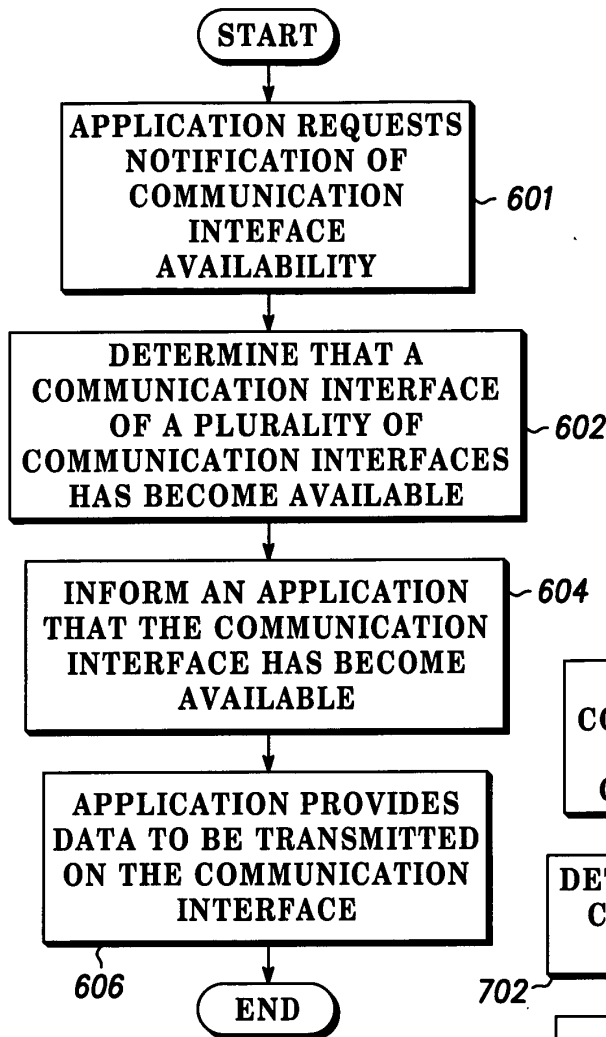 START
APPLICATION REQUESTS
NOTIFICATION OF
COMMUNICATION
INTEFACE
AVAILABILITY
601
DETERMINE THAT A
COMMUNICATION INTERFACE
OF A PLURALITY OF
COMMUNICATION INTERFACES
HAS BECOME AVAILABLE
602
INFORM AN APPLICATION
THAT THE COMMUNICATION
INTERFACE HAS BECOME
AVAILABLE
604
APPLICATION PROVIDES
DATA TO BE TRANSMITTED
ON THE COMMUNICATION
INTERFACE
606
END
702